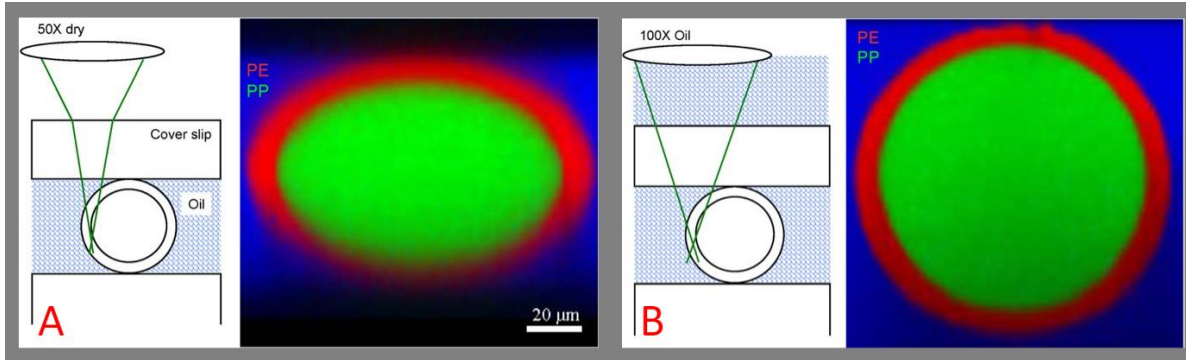 50X dry
Cover slip
Oil
A
PE
PP
20 μm
100X Oil
B
PE
PP